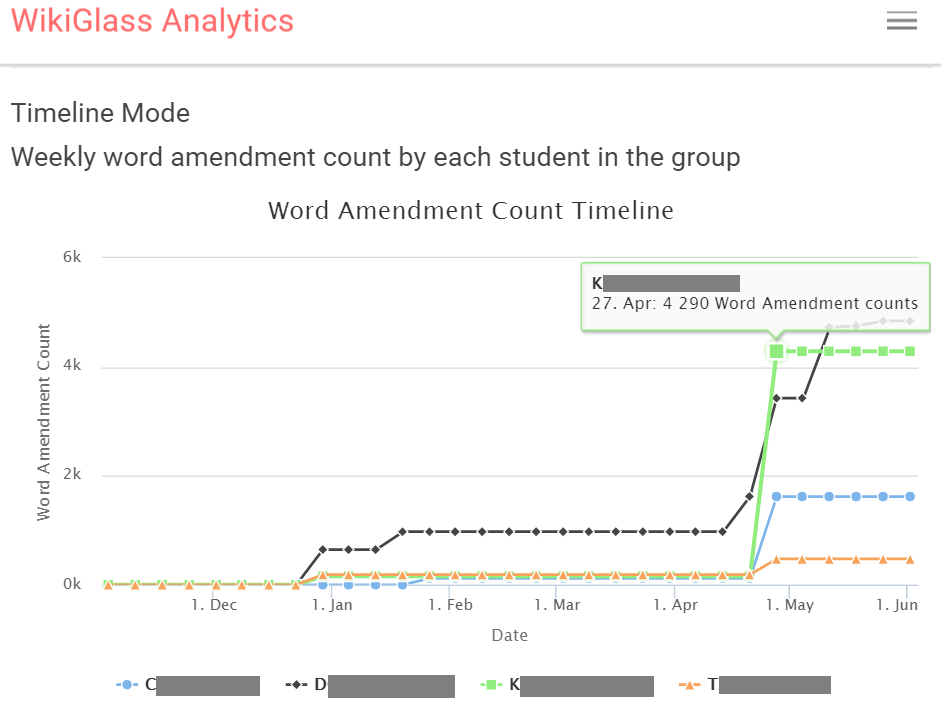 WikiGlass Analytics
Timeline Mode
Weekly word amendment count by each student in the group
Word Amendment Count Timeline
6k
K
27. Apr: 4 290 Word Amendment counts
4k
Word Amendment Count
2k
0k
1. Dec 1. Jan 1. Feb 1. Mar 1. Apr 1. May 1. Jun
Date
C D K T